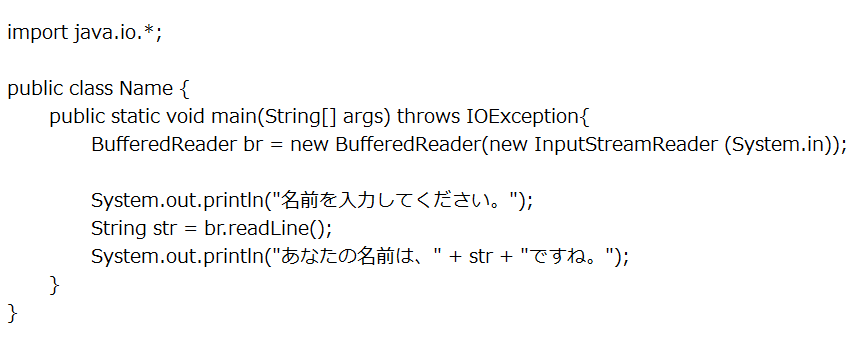 import java.io.*;
public class Name {
public static void main(String[] args) throws IOException{
BufferedReader br = new BufferedReader(new InputStreamReader (System.in));
System.out.println("名前を入力してください。");
String str = br.readLine();
System.out.println("あなたの名前は、" + str + "ですね。");
}
}